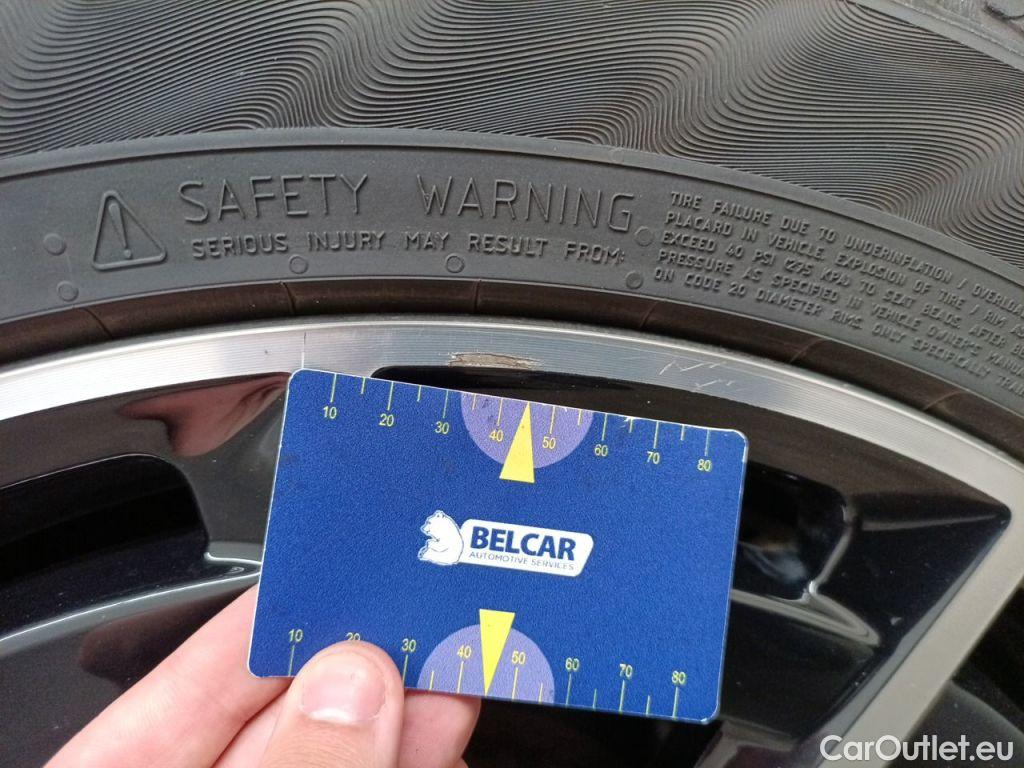 SAFETY WARNING
SERIOUS INJURY MAY RESULT FROM:
TIRE FAILURE DUE TO UNDERINFLATION /
PLACARD IN VEHICLE. EXPLOSION OF TIRE / RIM
EXCEED 40 PSI (275 KPA) TO SEAT BEADS. AFTER
PRESSURE AS SPECIFIED IN VEHICLE OWNER'S MANUAL
ON CODE 20 DIAMETER RIMS. ONLY SPECIFICALLY
10 20 30 40 50 60 70 80
BELCAR
AUTOMOTIVE SERVICES
10 20 30 40 50 60 70 80
CarOutlet.eu